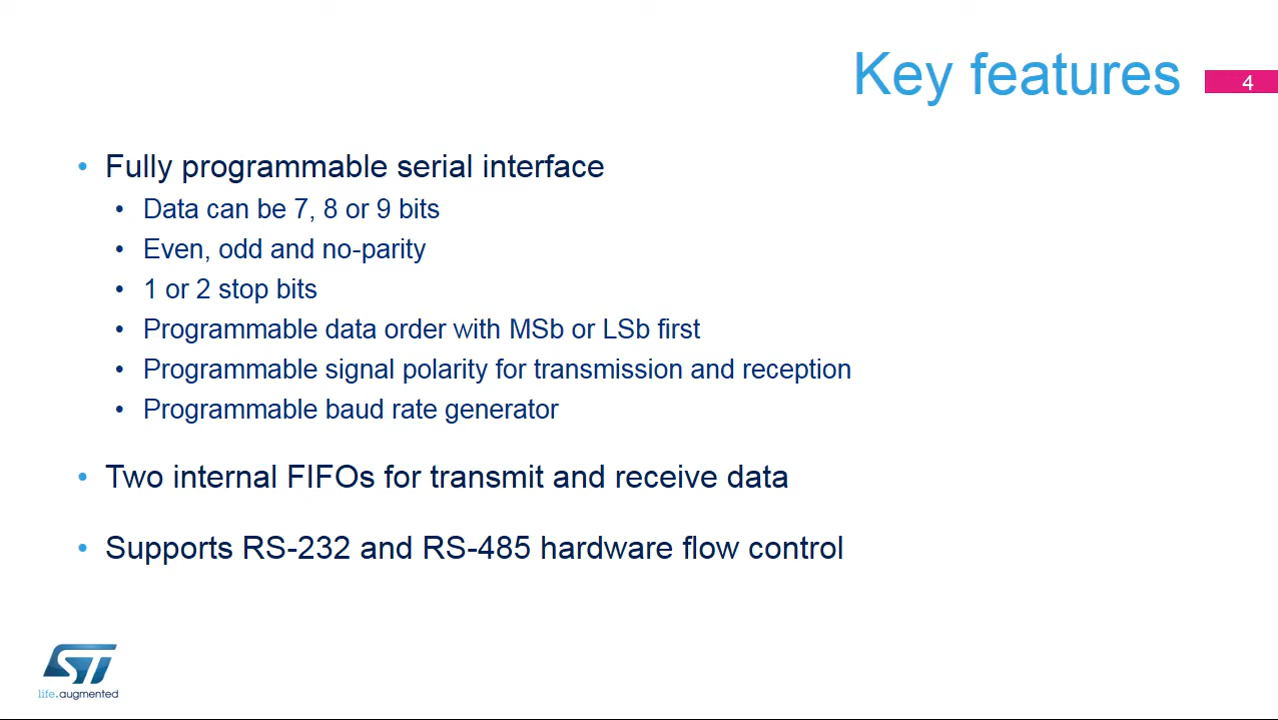 Key features
4
• Fully programmable serial interface
• Data can be 7, 8 or 9 bits
• Even, odd and no-parity
• 1 or 2 stop bits
• Programmable data order with MSb or LSb first
• Programmable signal polarity for transmission and reception
• Programmable baud rate generator
• Two internal FIFOs for transmit and receive data
• Supports RS-232 and RS-485 hardware flow control
ST
life.augmented